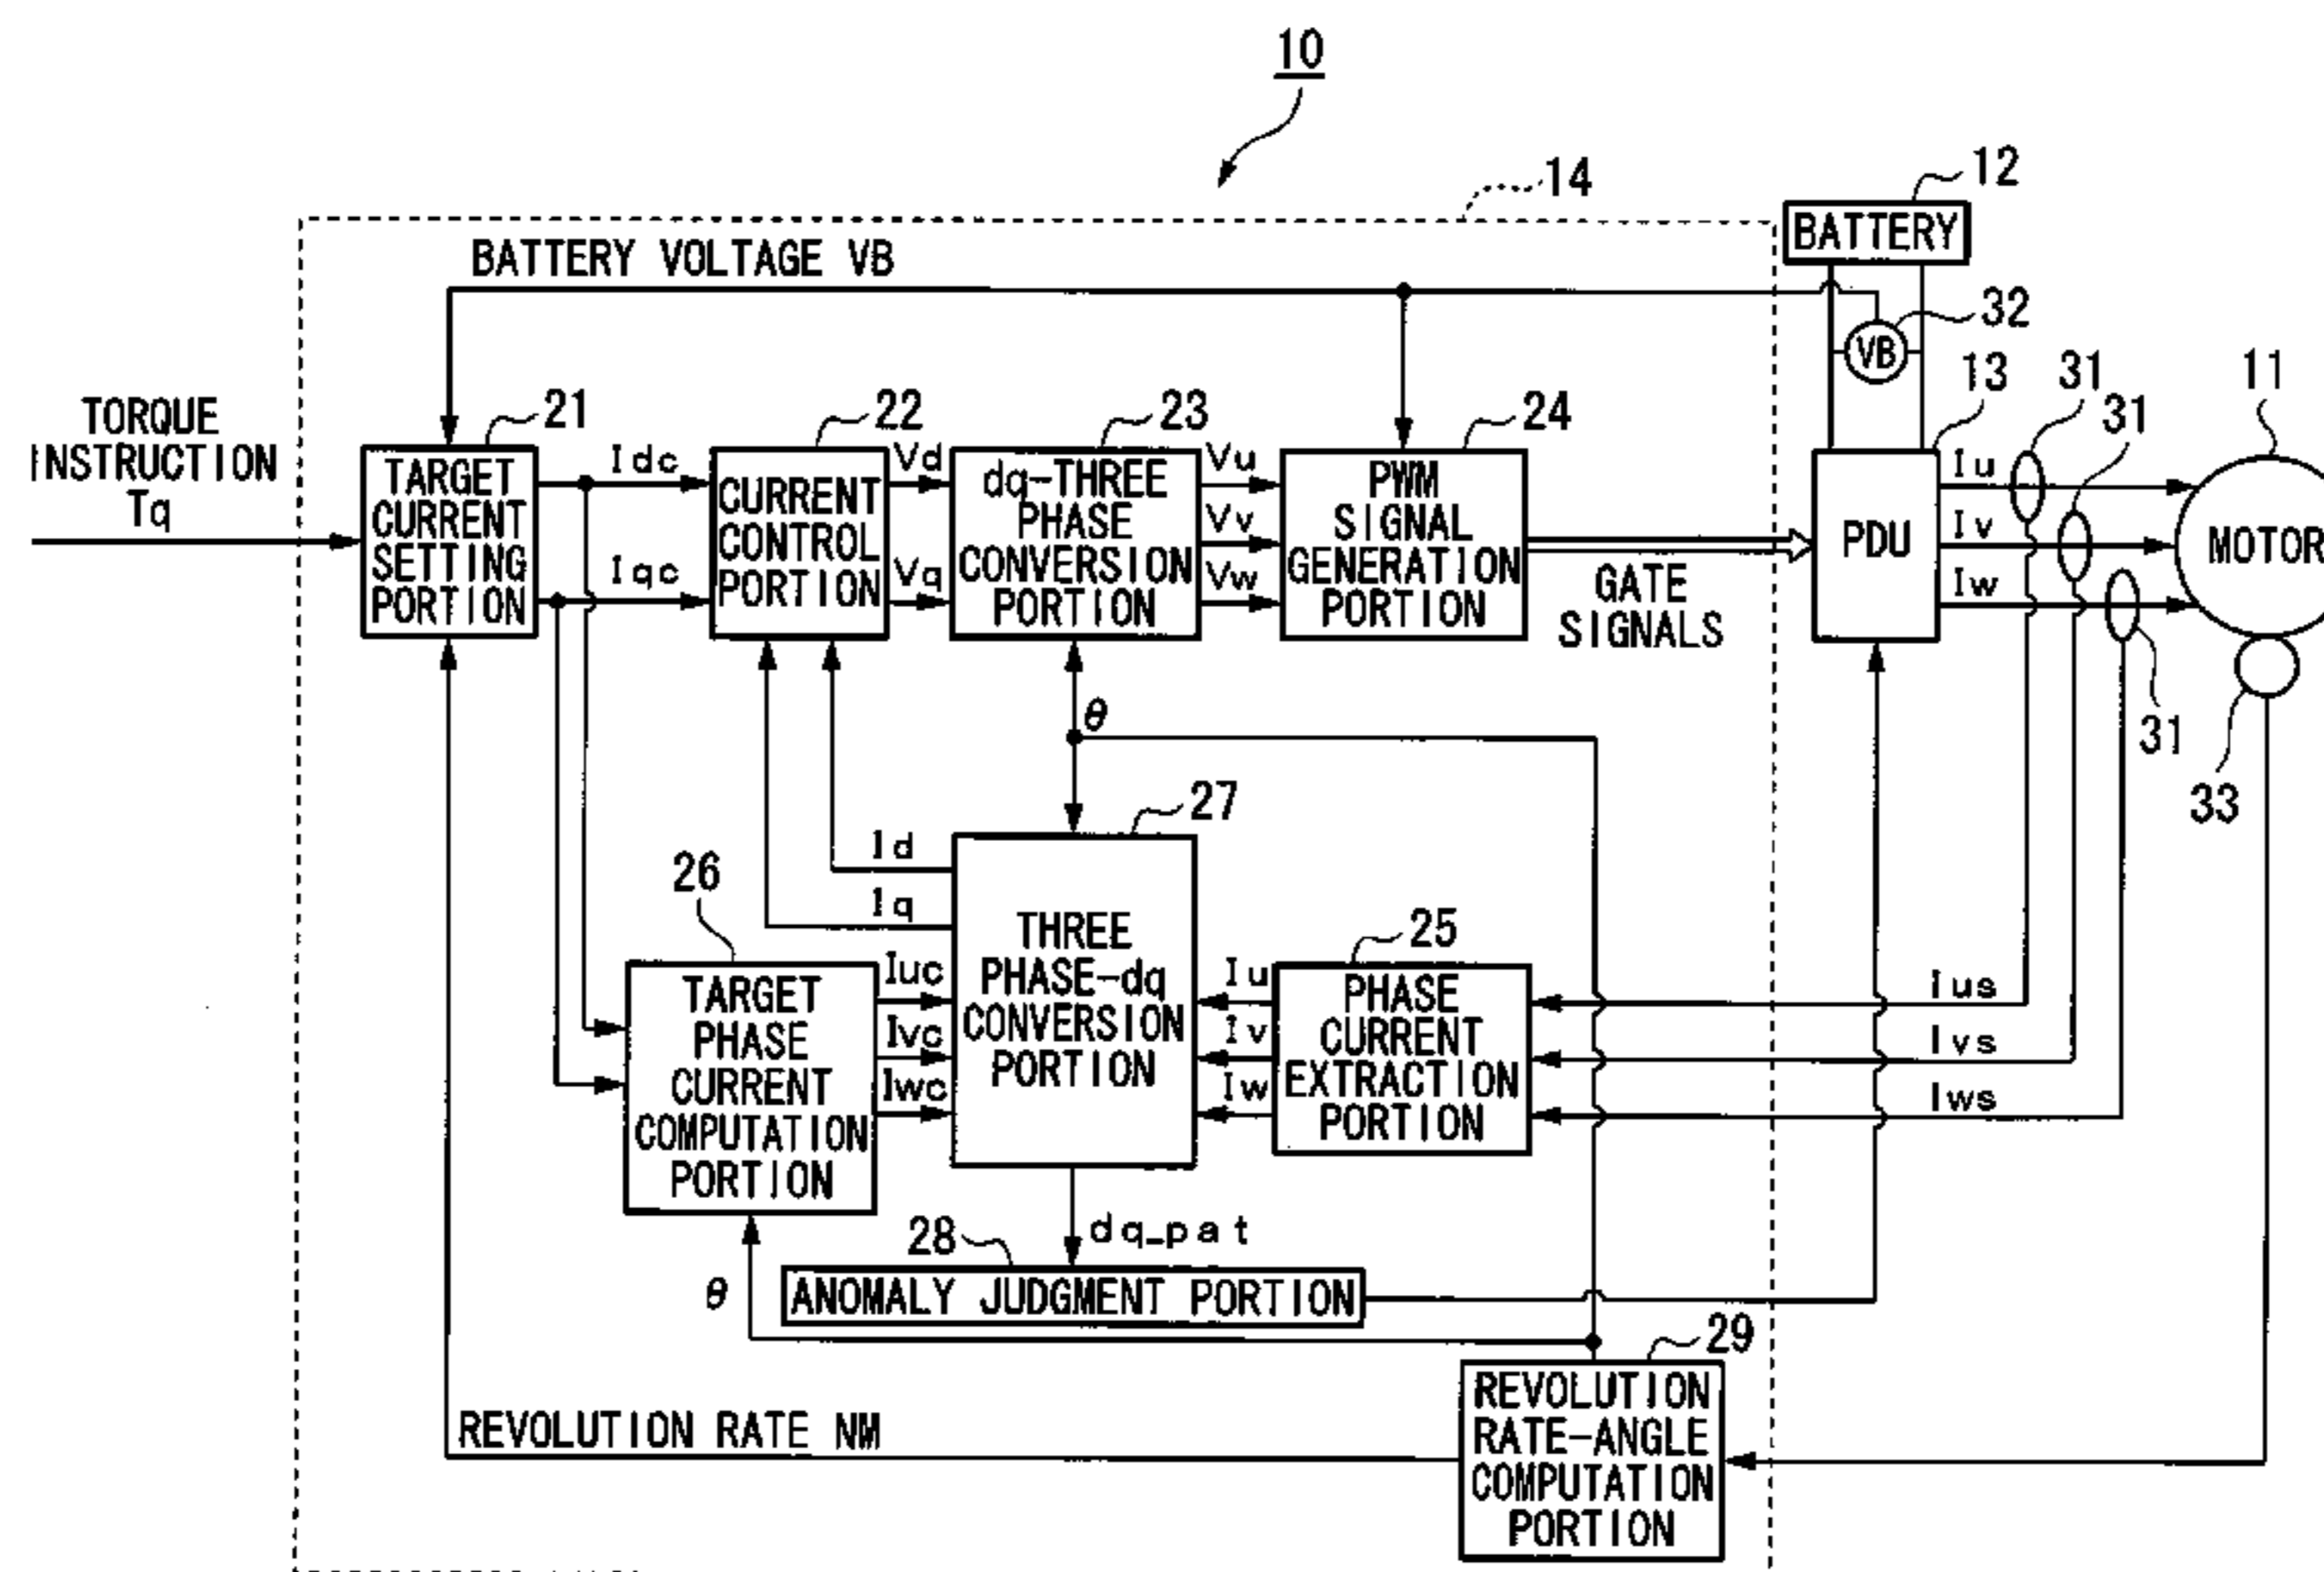 10
14
12
BATTERY
BATTERY VOLTAGE VB
32
VB
13
31
31
11
TORQUE
INSTRUCTION
Tq
21
TARGET
CURRENT
SETTING
PORTION
Idc
Iqc
22
CURRENT
CONTROL
PORTION
Vd
Vq
23
dq-THREE
PHASE
CONVERSION
PORTION
Vu
Vv
Vw
24
PWM
SIGNAL
GENERATION
PORTION
GATE
SIGNALS
PDU
Iu
Iv
Iw
MOTOR
31
33
θ
27
Id
Iq
THREE
PHASE-dq
CONVERSION
PORTION
26
TARGET
PHASE
CURRENT
COMPUTATION
PORTION
Iuc
Ivc
Iwc
25
PHASE
CURRENT
EXTRACTION
PORTION
Iu
Iv
Iw
Ius
Ivs
Iws
dq_pat
28
ANOMALY JUDGMENT PORTION
θ
29
REVOLUTION
RATE-ANGLE
COMPUTATION
PORTION
REVOLUTION RATE NM